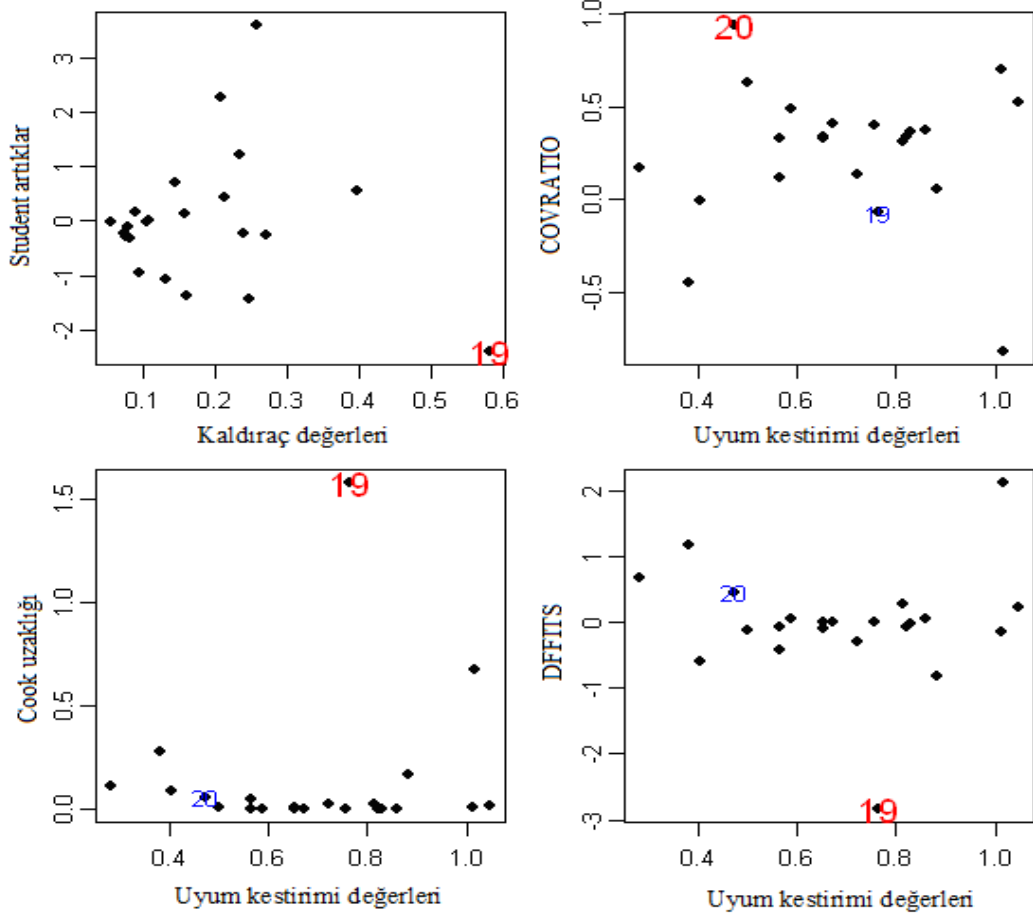 Student artıklar
3
2
1
0
-1
-2
19
0.1 0.2 0.3 0.4 0.5 0.6
Kaldıraç değerleri
COVRATIO
1.0
0.5
0.0
-0.5
20
19
0.4 0.6 0.8 1.0
Uyum kestirimi değerleri
Cook uzaklığı
1.5
1.0
0.5
0.0
19
20
0.4 0.6 0.8 1.0
Uyum kestirimi değerleri
DFFITS
2
1
0
-1
-2
-3
20
19
0.4 0.6 0.8 1.0
Uyum kestirimi değerleri